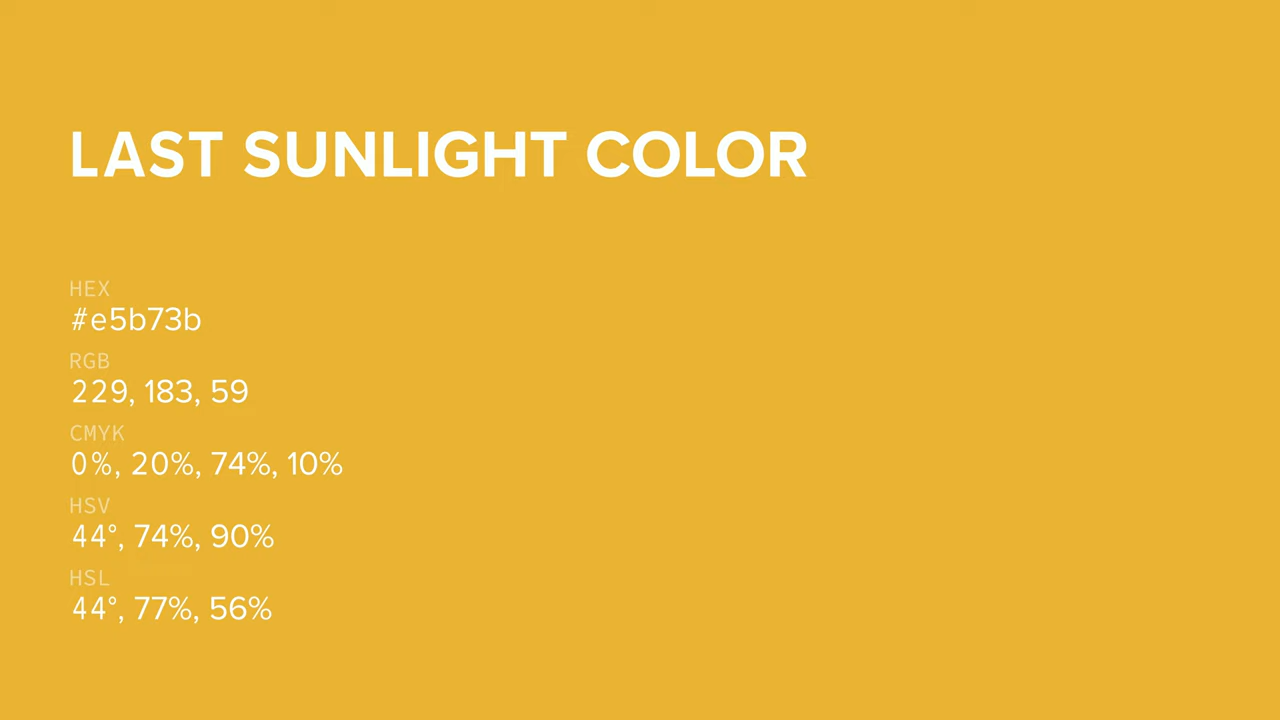 LAST SUNLIGHT COLOR
HEX
#e5b73b
RGB
229, 183, 59
CMYK
0%, 20%, 74%, 10%
HSV
44°, 74%, 90%
HSL
44°, 77%, 56%